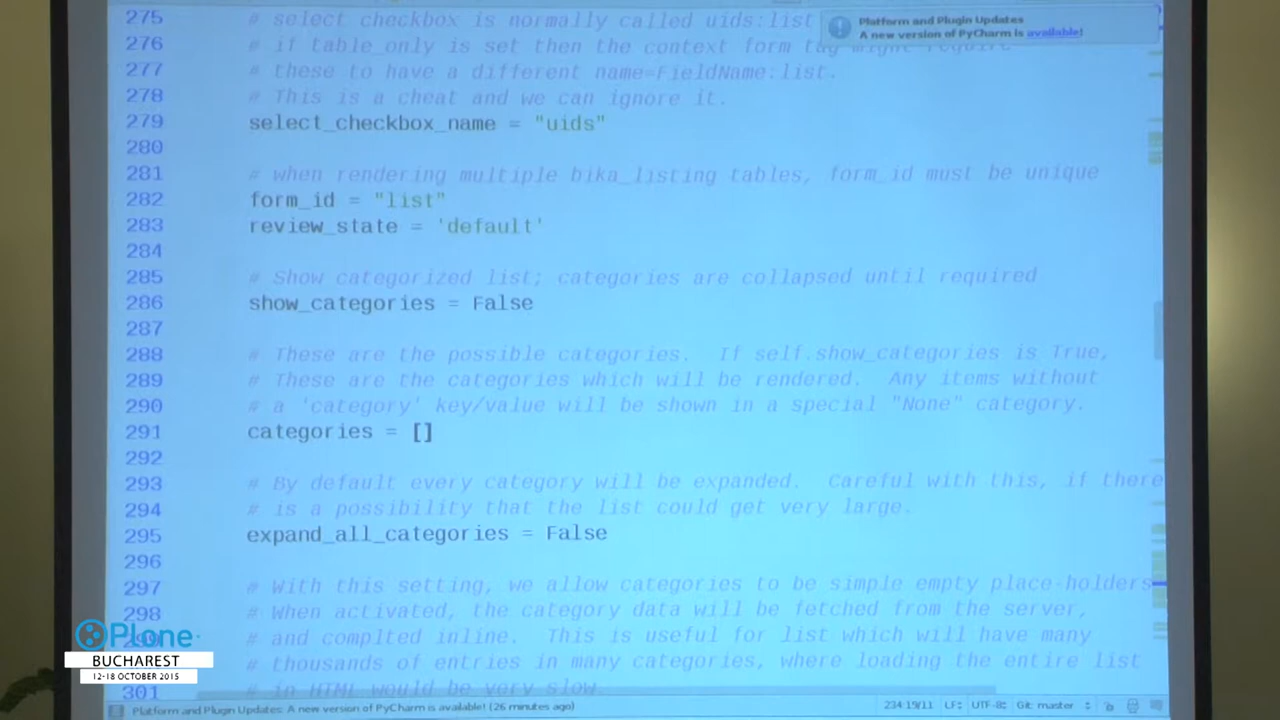 275 # select checkbox is normally called uids:list
276 # if table_only is set then the context form tag might require
277 # these to have a different name=FieldName:list.
278 # This is a cheat and we can ignore it.
279 select_checkbox_name = "uids"
280
281 # when rendering multiple bika_listing tables, form_id must be unique
282 form_id = "list"
283 review_state = 'default'
284
285 # Show categorized list; categories are collapsed until required
286 show_categories = False
287
288 # These are the possible categories. If self.show_categories is True,
289 # These are the categories which will be rendered. Any items without
290 # a 'category' key/value will be shown in a special "None" category.
291 categories = []
292
293 # By default every category will be expanded. Careful with this, if there
294 # is a possibility that the list could get very large.
295 expand_all_categories = False
296
297 # With this setting, we allow categories to be simple empty place-holders
298 # When activated, the category data will be fetched from the server,
299 # and complted inline. This is useful for list which will have many
# thousands of entries in many categories, where loading the entire list
301 # in HTML would be very slow.
Platform and Plugin Updates
A new version of PyCharm is available!
Plone
BUCHAREST
12-18 OCTOBER 2015
Platform and Plugin Updates: A new version of PyCharm is available! (26 minutes ago)
234:19/11 LF: UTF-8: Git: master